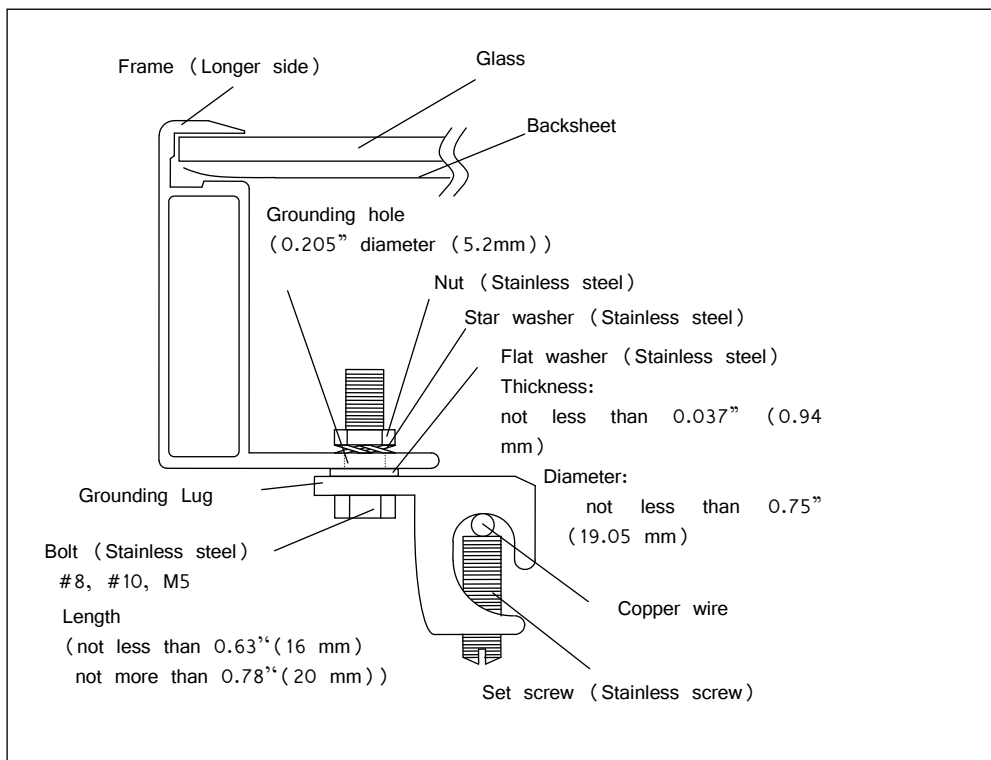 Frame （Longer side）
Glass
Backsheet
Grounding hole
（0.205” diameter （5.2mm））
Nut （Stainless steel）
Star washer （Stainless steel）
Flat washer （Stainless steel）
Thickness:
not less than 0.037” （0.94
mm）
Diameter:
not less than 0.75”
（19.05 mm）
Grounding Lug
Bolt （Stainless steel）
#8, #10, M5
Length
（not less than 0.63”“（16 mm）
not more than 0.78”“（20 mm））
Copper wire
Set screw （Stainless screw）